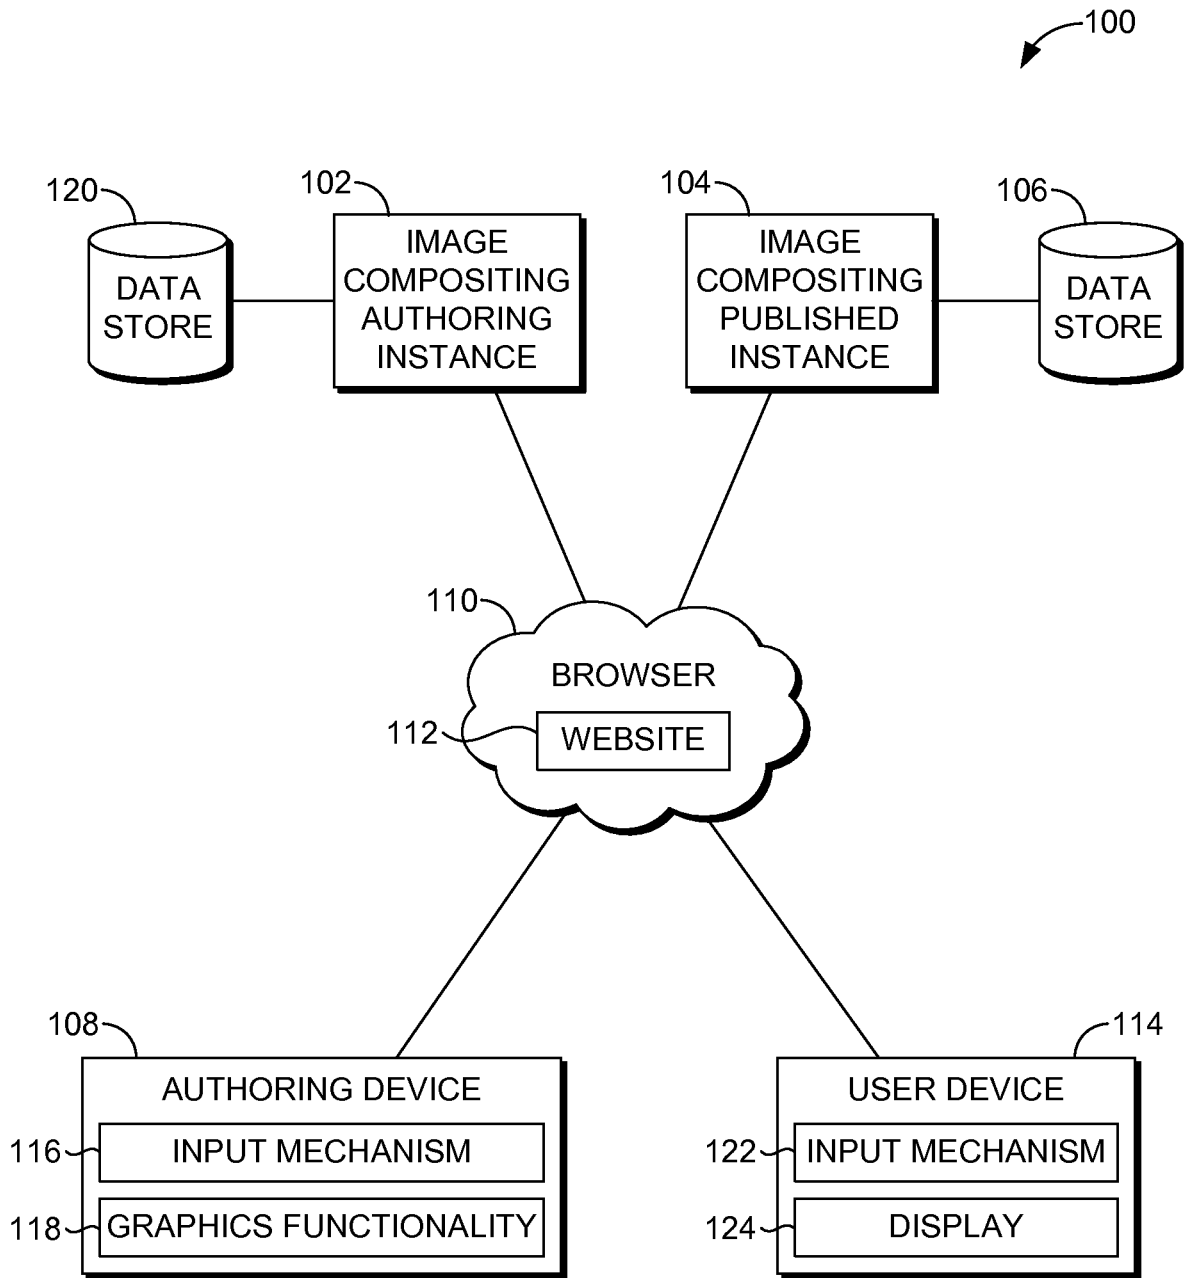 100
120
102
104
106
DATA
STORE
IMAGE
COMPOSITING
AUTHORING
INSTANCE
IMAGE
COMPOSITING
PUBLISHED
INSTANCE
DATA
STORE
110
BROWSER
112
WEBSITE
108
AUTHORING DEVICE
116
INPUT MECHANISM
118
GRAPHICS FUNCTIONALITY
114
USER DEVICE
122
INPUT MECHANISM
124
DISPLAY